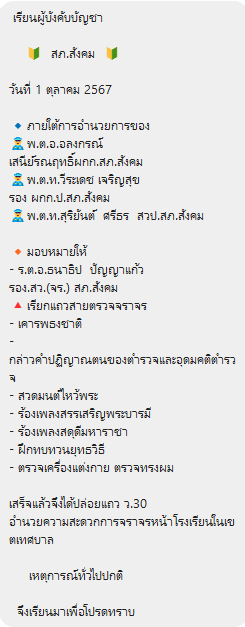 เรียนผู้บังคับบัญชา
🔰 สภ.สังคม 🔰
วันที่ 1 ตุลาคม 2567
🔹ภายใต้การอำนวยการของ
👮พ.ต.อ.อลงกรณ์
เสนีย์รณฤทธิ์ผกก.สภ.สังคม
👮พ.ต.ท.วีระเดช เจริญสุข
รอง ผกก.ป.สภ.สังคม
👮พ.ต.ท.สุริยันต์ ศรีธร สวป.สภ.สังคม
🔸มอบหมายให้
- ร.ต.อ.ธนาธิป ปัญญาแก้ว
รอง.สว.(จร.) สภ.สังคม
🔺เรียกแถวสายตรวจจราจร
- เคารพธงชาติ
-
กล่าวคำปฏิญาณตนของตำรวจและอุดมคติตำรว
จ
- สวดมนต์ไหว้พระ
- ร้องเพลงสรรเสริญพระบารมี
- ร้องเพลงสดุดีมหาราชา
- ฝึกทบทวนยุทธวิธี
- ตรวจเครื่องแต่งกาย ตรวจทรงผม
เสร็จแล้วจึงได้ปล่อยแถว ว.30
อำนวยความสะดวกการจราจรหน้าโรงเรียนในเข
ตเทศบาล
เหตุการณ์ทั่วไปปกติ
จึงเรียนมาเพื่อโปรดทราบ